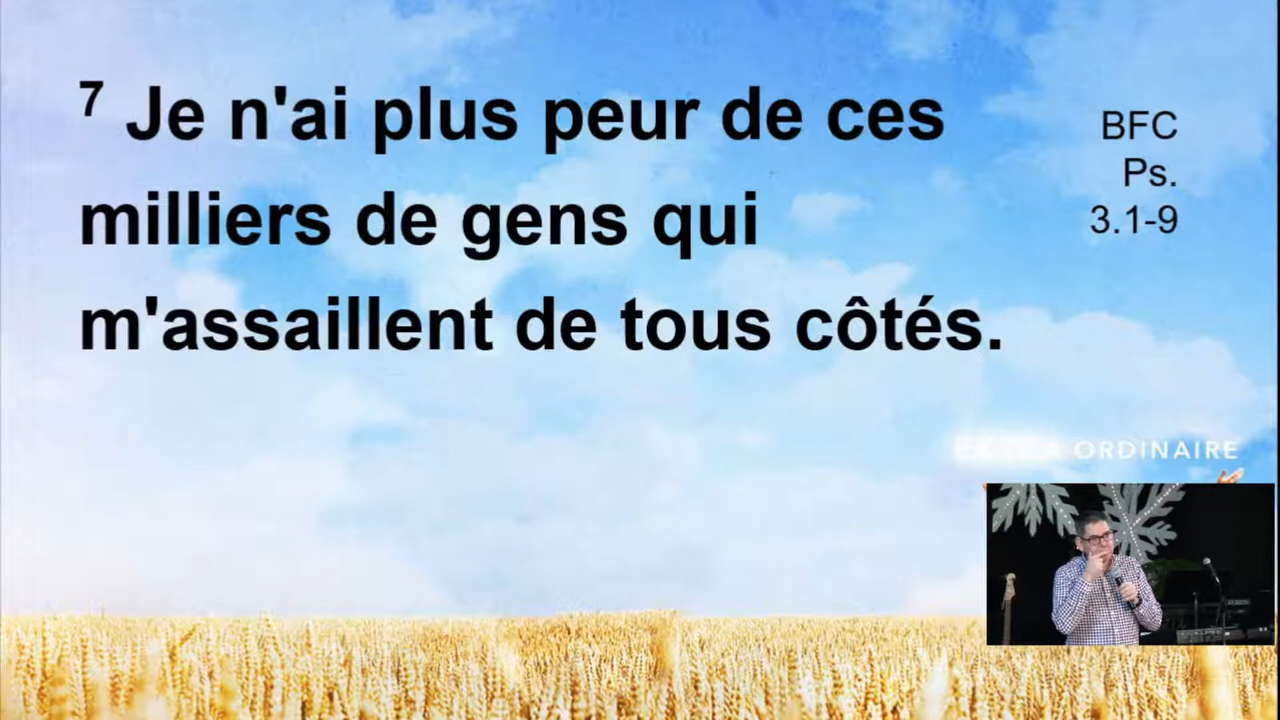 7 Je n'ai plus peur de ces
milliers de gens qui
m'assaillent de tous côtés.
BFC
Ps.
3.1-9
ORDINAIRE